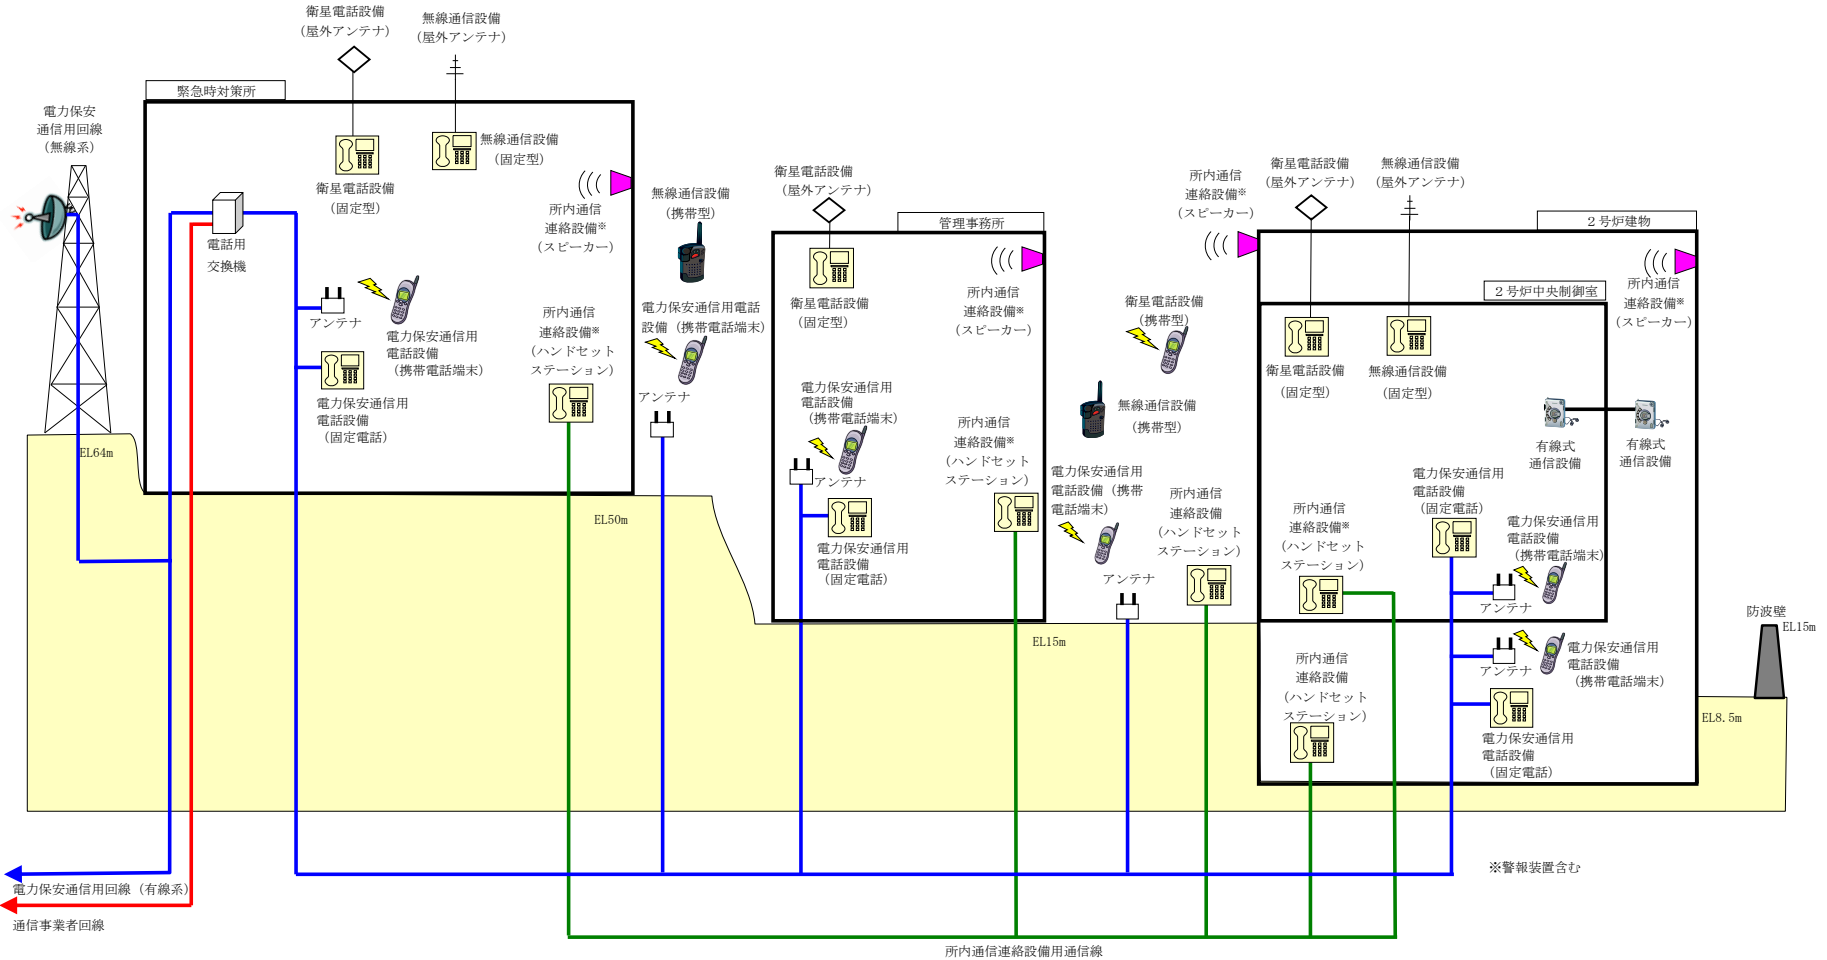 衛星電話設備
（屋外アンテナ）
無線通信設備
（屋外アンテナ）
緊急時対策所
電力保安
通信用回線
（無線系）
衛星電話設備
（固定型）
無線通信設備
（固定型）
電話用
交換機
所内通信
連絡設備※
（スピーカー）
アンテナ
電力保安通信用
電話設備
（携帯電話端末）
電力保安通信用
電話設備
（固定電話）
所内通信
連絡設備※
（ハンドセット
ステーション）
EL64m
EL50m
無線通信設備
（携帯型）
電力保安通信用電話
設備（携帯電話端末）
アンテナ
衛星電話設備
（屋外アンテナ）
管理事務所
衛星電話設備
（固定型）
所内通信
連絡設備※
（スピーカー）
電力保安通信用
電話設備
（携帯電話端末）
アンテナ
電力保安通信用
電話設備
（固定電話）
所内通信
連絡設備※
（ハンドセット
ステーション）
EL15m
衛星電話設備
（携帯型）
無線通信設備
（携帯型）
電力保安通信用
電話設備（携帯
電話端末）
アンテナ
所内通信
連絡設備
（ハンドセット
ステーション）
所内通信
連絡設備※
（スピーカー）
衛星電話設備
（屋外アンテナ）
無線通信設備
（屋外アンテナ）
２号炉建物
２号炉中央制御室
所内通信
連絡設備※
（スピーカー）
衛星電話設備
（固定型）
無線通信設備
（固定型）
有線式
通信設備
有線式
通信設備
電力保安通信用
電話設備
（固定電話）
所内通信
連絡設備※
（ハンドセット
ステーション）
電力保安通信用
電話設備
（携帯電話端末）
アンテナ
アンテナ
電力保安通信用
電話設備
（携帯電話端末）
所内通信
連絡設備
（ハンドセット
ステーション）
電力保安通信用
電話設備
（固定電話）
防波壁
EL15m
EL8.5m
※警報装置含む
電力保安通信用回線（有線系）
通信事業者回線
所内通信連絡設備用通信線